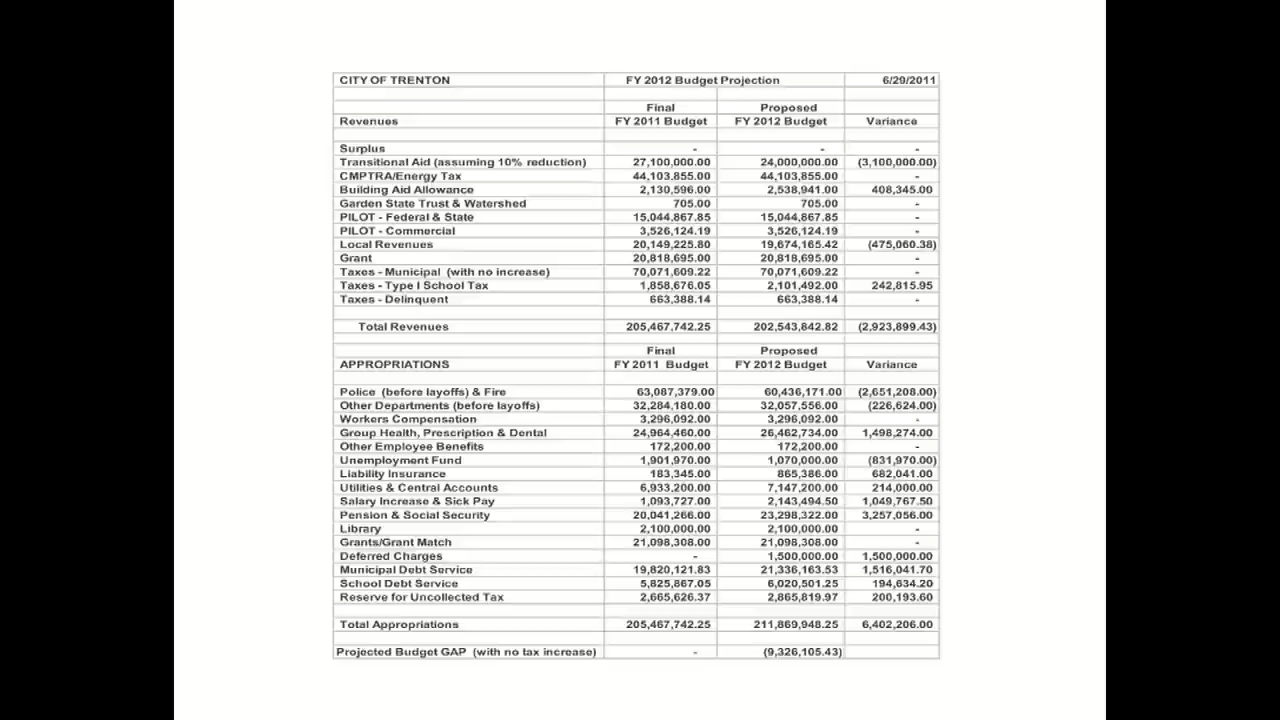 CITY OF TRENTON FY 2012 Budget Projection 6/29/2011
Final Proposed
Revenues FY 2011 Budget FY 2012 Budget Variance
Surplus - - -
Transitional Aid (assuming 10% reduction) 27,100,000.00 24,000,000.00 (3,100,000.00)
CMPTRA/Energy Tax 44,103,855.00 44,103,855.00 -
Building Aid Allowance 2,130,596.00 2,538,941.00 408,345.00
Garden State Trust & Watershed 705.00 705.00 -
PILOT - Federal & State 15,044,867.85 15,044,867.85 -
PILOT - Commercial 3,526,124.19 3,526,124.19 -
Local Revenues 20,149,225.80 19,674,165.42 (475,060.38)
Grant 20,818,695.00 20,818,695.00 -
Taxes - Municipal (with no increase) 70,071,609.22 70,071,609.22 -
Taxes - Type I School Tax 1,858,676.05 2,101,492.00 242,815.95
Taxes - Delinquent 663,388.14 663,388.14 -
Total Revenues 205,467,742.25 202,543,842.82 (2,923,899.43)
Final Proposed
APPROPRIATIONS FY 2011 Budget FY 2012 Budget Variance
Police (before layoffs) & Fire 63,087,379.00 60,436,171.00 (2,651,208.00)
Other Departments (before layoffs) 32,284,180.00 32,057,556.00 (226,624.00)
Workers Compensation 3,296,092.00 3,296,092.00 -
Group Health, Prescription & Dental 24,964,460.00 26,462,734.00 1,498,274.00
Other Employee Benefits 172,200.00 172,200.00 -
Unemployment Fund 1,901,970.00 1,070,000.00 (831,970.00)
Liability Insurance 183,345.00 865,386.00 682,041.00
Utilities & Central Accounts 6,933,200.00 7,147,200.00 214,000.00
Salary Increase & Sick Pay 1,093,727.00 2,143,494.50 1,049,767.50
Pension & Social Security 20,041,266.00 23,298,322.00 3,257,056.00
Library 2,100,000.00 2,100,000.00 -
Grants/Grant Match 21,098,308.00 21,098,308.00 -
Deferred Charges - 1,500,000.00 1,500,000.00
Municipal Debt Service 19,820,121.83 21,336,163.53 1,516,041.70
School Debt Service 5,825,867.05 6,020,501.25 194,634.20
Reserve for Uncollected Tax 2,665,626.37 2,865,819.97 200,193.60
Total Appropriations 205,467,742.25 211,869,948.25 6,402,206.00
Projected Budget GAP (with no tax increase) - (9,326,105.43)